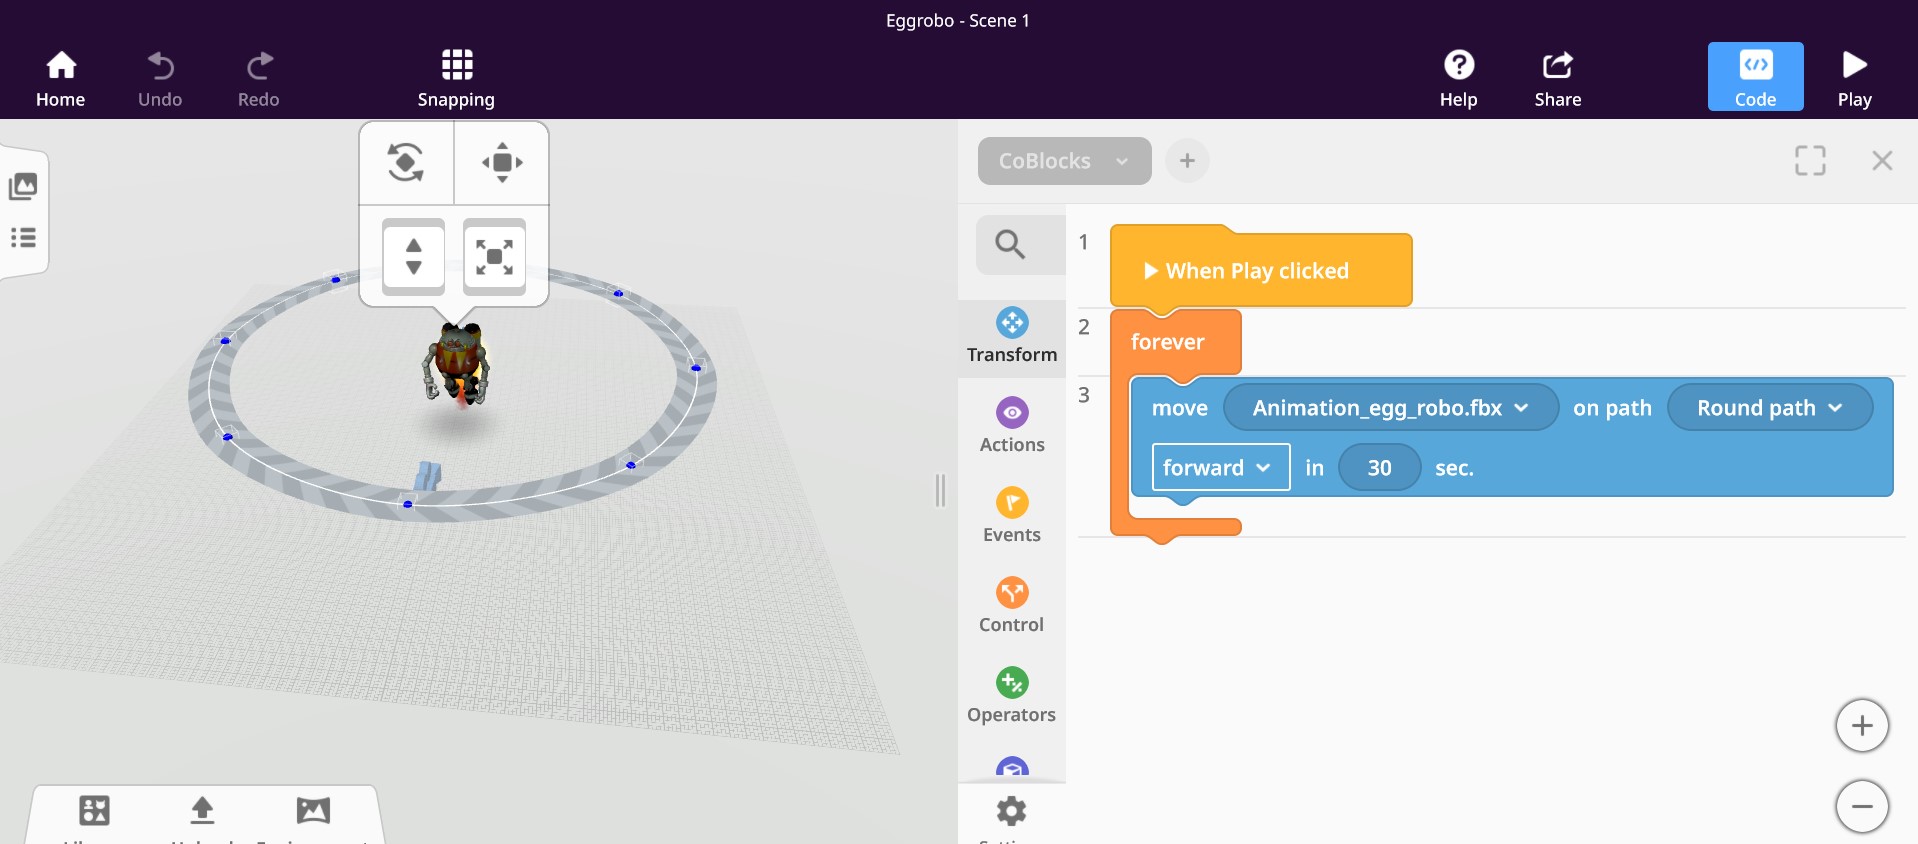 Eggrobo - Scene 1
Home
Undo
Redo
Snapping
Help
Share
Code
Play
CoBlocks
Transform
Actions
Events
Control
Operators
1
When Play clicked
2
forever
3
move Animation_egg_robo.fbx on path Round path
forward in 30 sec.